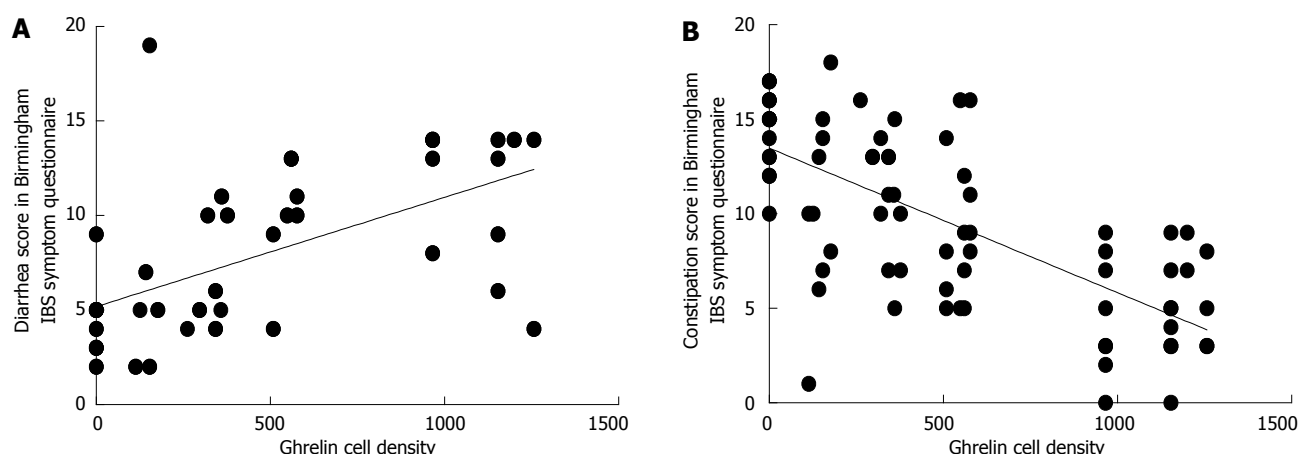 A
Diarrhea score in Birmingham
IBS symptom questionnaire
20
15
10
5
0
0 500 1000 1500
Ghrelin cell density
B
Constipation score in Birmingham
IBS symptom questionnaire
20
15
10
5
0
0 500 1000 1500
Ghrelin cell density